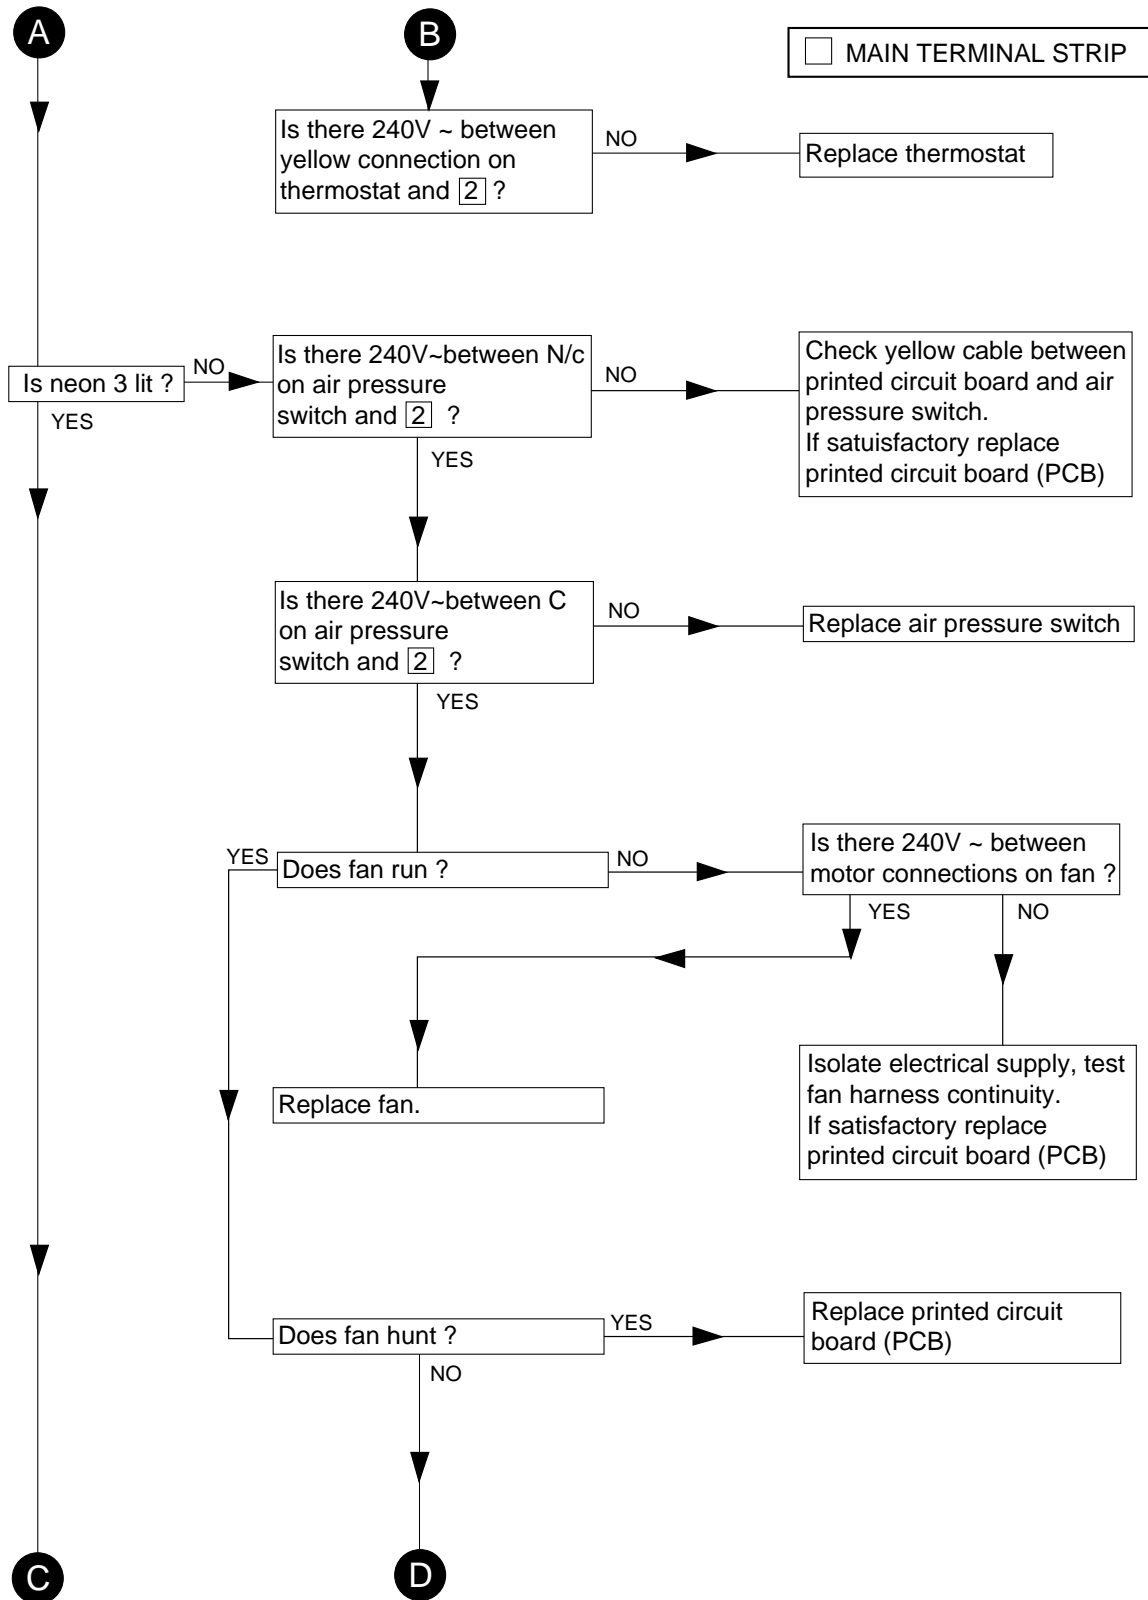 A
B
MAIN TERMINAL STRIP
Is there 240V ~ between
yellow connection on
thermostat and 2 ?
NO
Replace thermostat
Is neon 3 lit ?
NO
YES
Is there 240V~between N/c
on air pressure
switch and 2 ?
NO
YES
Check yellow cable between
printed circuit board and air
pressure switch.
If satuisfactory replace
printed circuit board (PCB)
Is there 240V~between C
on air pressure
switch and 2 ?
NO
YES
Replace air pressure switch
YES
Does fan run ?
NO
Is there 240V ~ between
motor connections on fan ?
YES
NO
Replace fan.
Isolate electrical supply, test
fan harness continuity.
If satisfactory replace
printed circuit board (PCB)
Does fan hunt ?
YES
NO
Replace printed circuit
board (PCB)
C
D